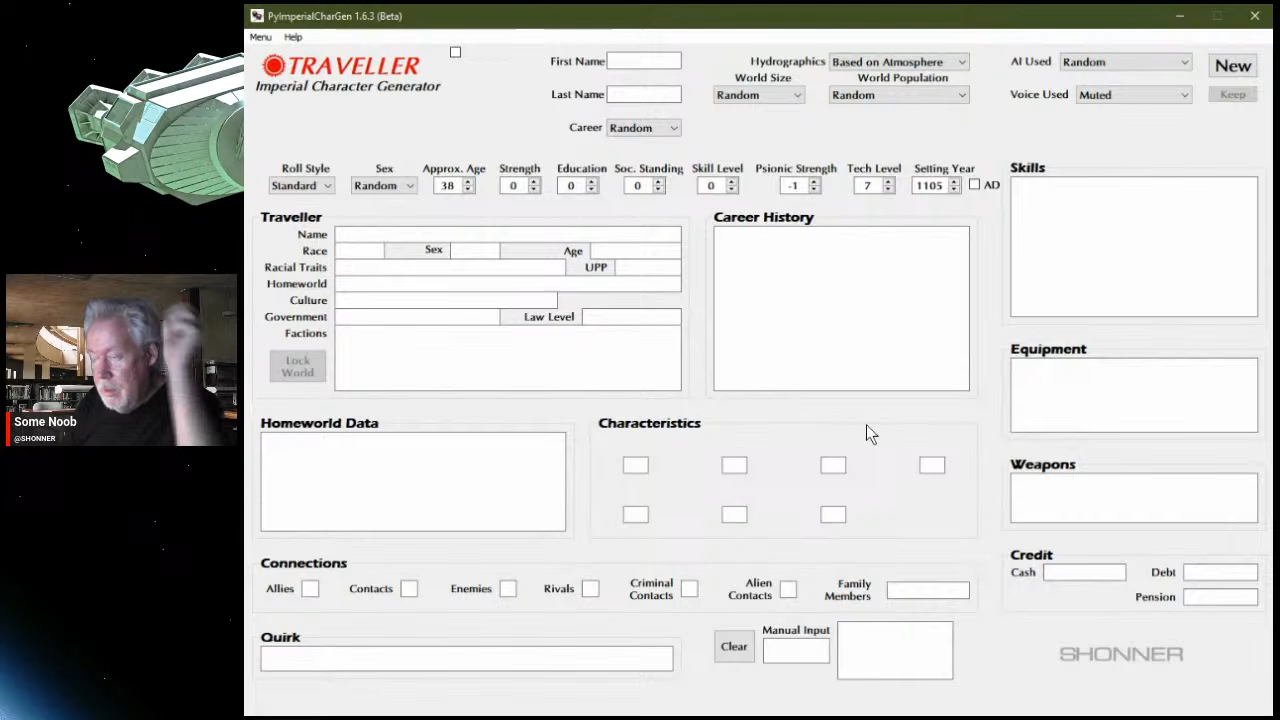 PyImperialCharGen 1.6.3 (Beta)
Menu Help
TRAVELLER
Imperial Character Generator
First Name
Last Name
Career Random
Hydrographics Based on Atmosphere
World Size World Population
Random Random
AI Used Random
Voice Used Muted
New
Keep
Roll Style Sex Approx. Age Strength Education Soc. Standing Skill Level Psionic Strength Tech Level Setting Year
Standard Random 38 0 0 0 0 -1 7 1105 AD
Traveller
Name
Race Sex Age
Racial Traits UPP
Homeworld
Culture
Government Law Level
Factions
Lock
World
Career History
Skills
Equipment
Weapons
Homeworld Data
Characteristics
Connections
Allies Contacts Enemies Rivals Criminal Contacts Alien Contacts Family Members
Credit
Cash Debt
Pension
Quirk
Clear
Manual Input
SHONNER
Some Noob
@SHONNER